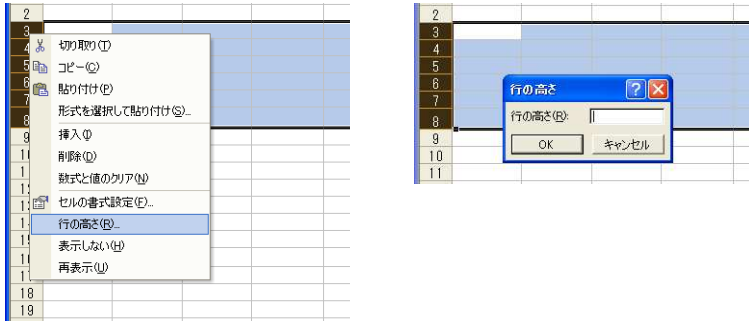 2
3
4
5
6
7
8
9
切り取り(T)
コピー(C)
貼り付け(P)
形式を選択して貼り付け(S)...
挿入(I)
削除(D)
数式と値のクリア(N)
セルの書式設定(F)...
行の高さ(R)...
表示しない(H)
再表示(U)
18
19
2
3
4
5
6
7
8
9
10
11
行の高さ
行の高さ(R):
OK
キャンセル